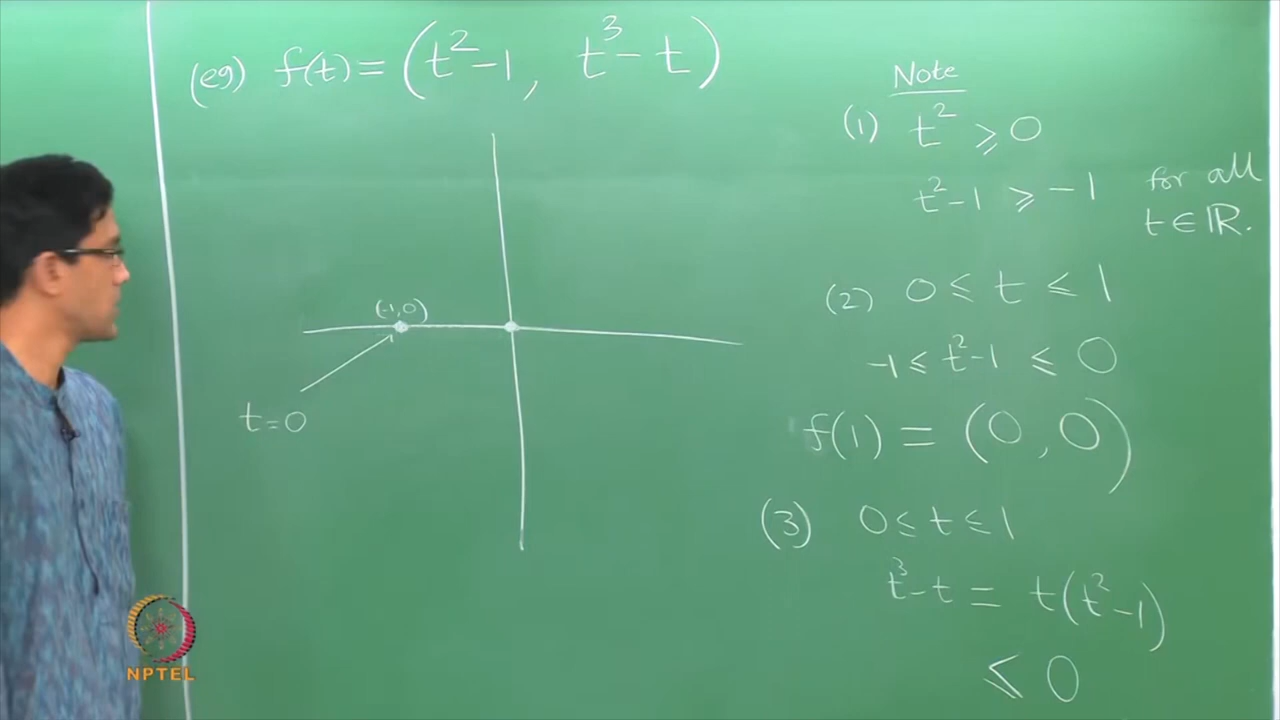 (eg) f(t) = (t²-1, t³-t)
(-1,0)
t=0
Note
(1) t² ⩾ 0
t²-1 ⩾ -1 for all
t ∈ ℝ.
(2) 0 ⩽ t ⩽ 1
-1 ⩽ t²-1 ⩽ 0
f(1) = (0, 0)
(3) 0 ⩽ t ⩽ 1
t³-t = t(t²-1)
⩽ 0
NPTEL